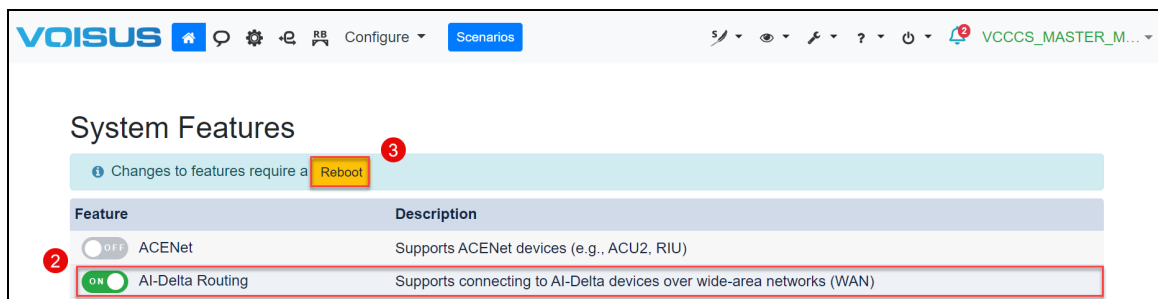 VOISUS RB Configure Scenarios S ? 2 VCCCS_MASTER_M...
System Features
3
Changes to features require a Reboot
Feature Description
OFF ACENet Supports ACENet devices (e.g., ACU2, RIU)
2
ON AI-Delta Routing Supports connecting to AI-Delta devices over wide-area networks (WAN)